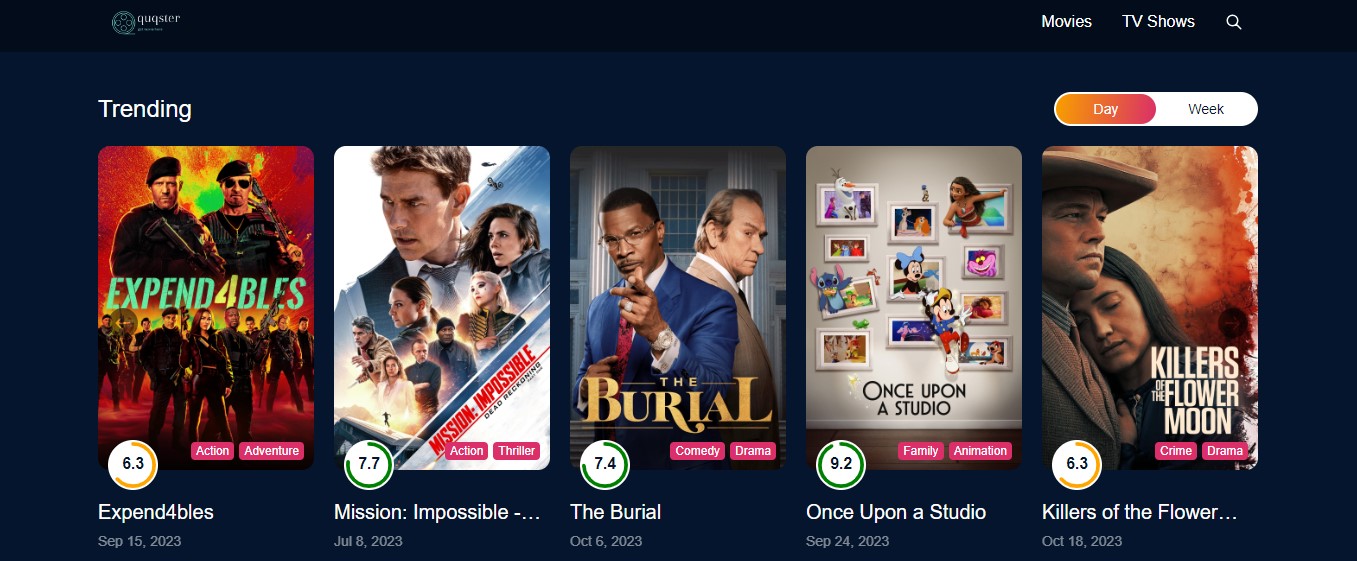 quqster
Movies
TV Shows
Trending
Day
Week
EXPEND4BLES
6.3
Action
Adventure
Expend4bles
Sep 15, 2023
MISSION: IMPOSSIBLE
DEAD RECKONING
7.7
Action
Thriller
Mission: Impossible -…
Jul 8, 2023
THE
BURIAL
7.4
Comedy
Drama
The Burial
Oct 6, 2023
ONCE UPON
A STUDIO
9.2
Family
Animation
Once Upon a Studio
Sep 24, 2023
KILLERS
OF THE FLOWER
MOON
6.3
Crime
Drama
Killers of the Flower…
Oct 18, 2023